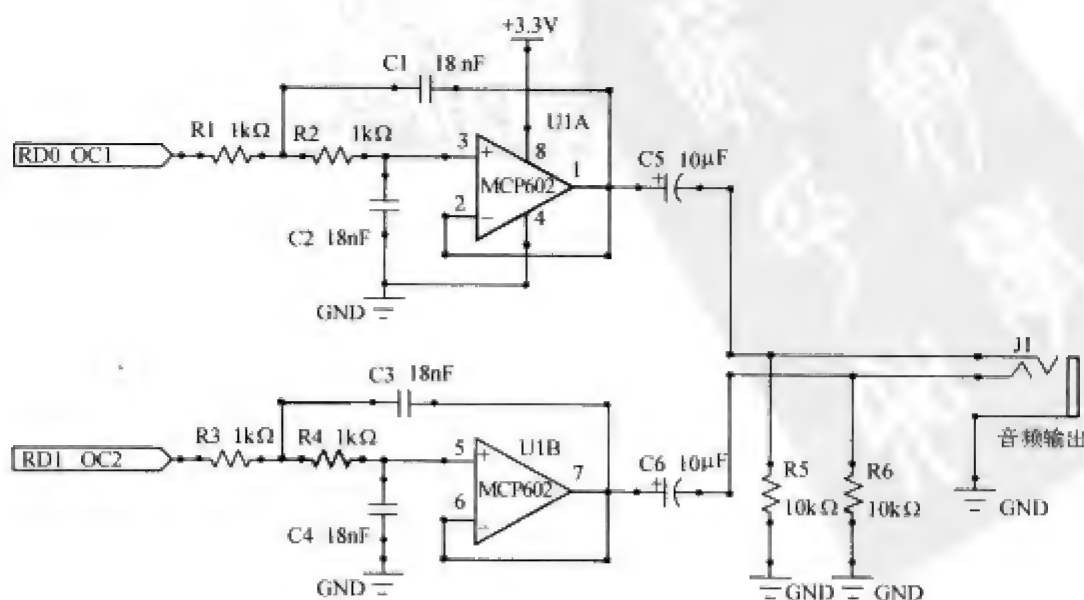 +3.3V
C1 18 nF
U1A
R1 1kΩ R2 1kΩ
RD0 OC1
3
+
8
MCP602
1
2
−
4
C5 10μF
+
C2 18nF
GND
J1
C3 18nF
R3 1kΩ R4 1kΩ
U1B
RD1 OC2
5
+
MCP602
7
6
−
C6 10μF
+
音频输出
R5
10kΩ
R6
10kΩ
GND
C4 18nF
GND
GND
GND